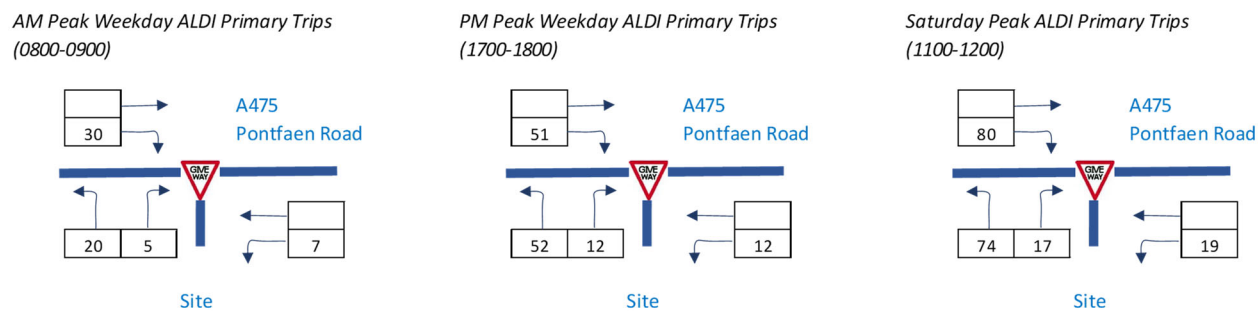 AM Peak Weekday ALDI Primary Trips
(0800-0900)
A475
30
Pontfaen Road
GIVE
WAY
20 5
7
Site
PM Peak Weekday ALDI Primary Trips
(1700-1800)
A475
51
Pontfaen Road
GIVE
WAY
52 12
12
Site
Saturday Peak ALDI Primary Trips
(1100-1200)
A475
80
Pontfaen Road
GIVE
WAY
74 17
19
Site